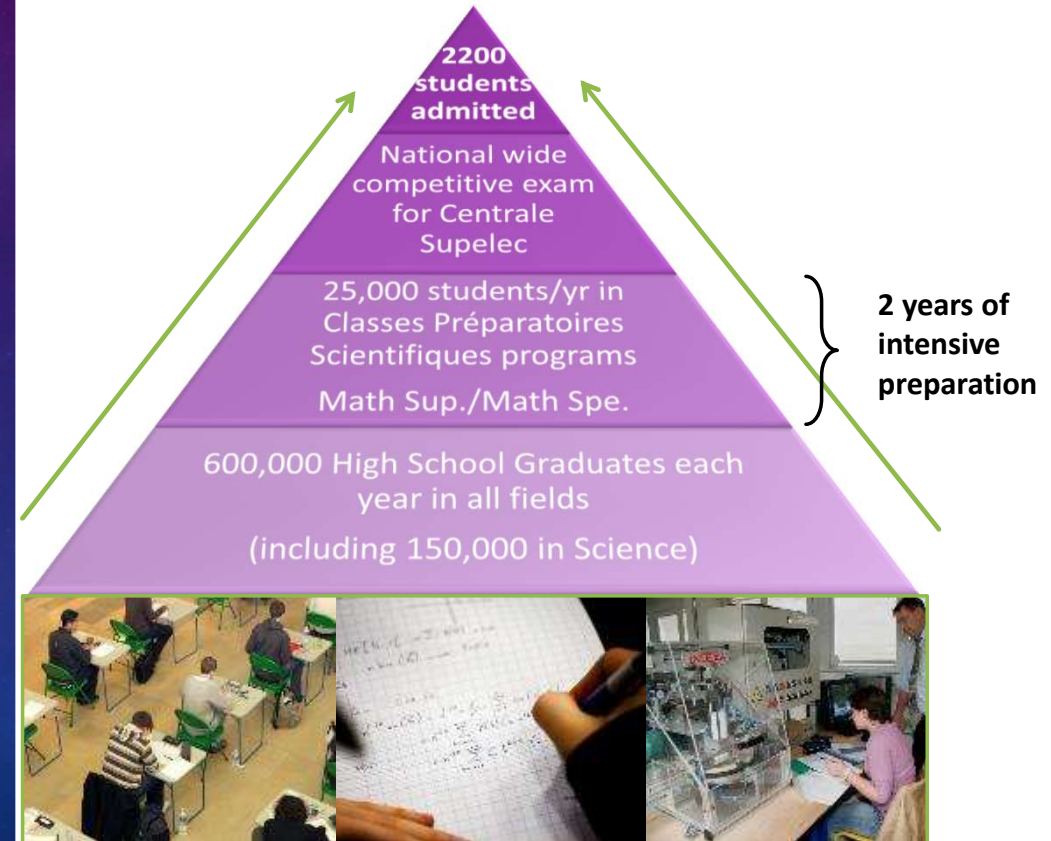 2200
students
admitted
National wide
competitive exam
for Centrale
Supelec
25,000 students/yr in
Classes Préparatoires
Scientifiques programs
Math Sup./Math Spe.
2 years of
intensive
preparation
600,000 High School Graduates each
year in all fields
(including 150,000 in Science)